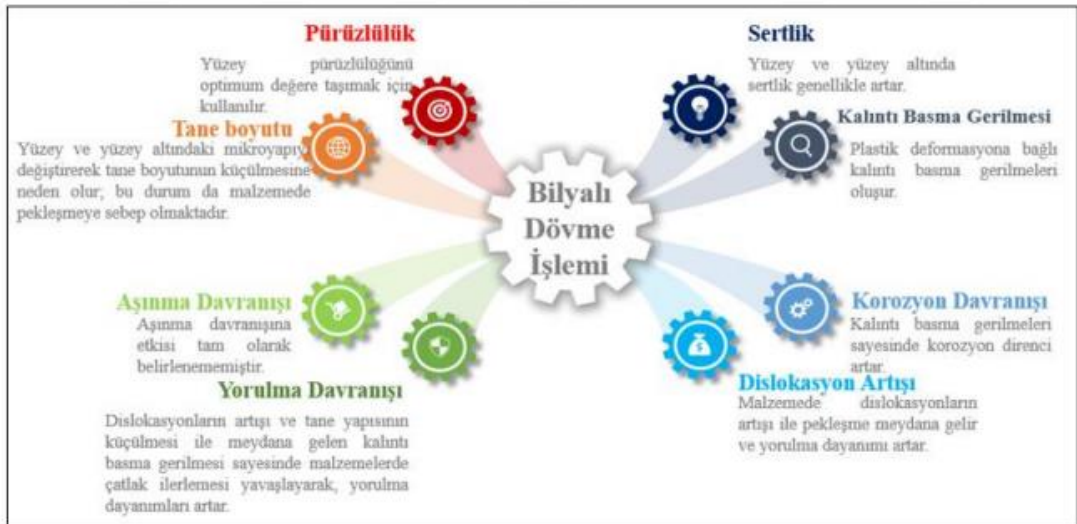 Pürüzlülük
Yüzey pürüzlülüğünü
optimum değere taşımak için
kullanılır.
Tane boyutu
Yüzey ve yüzey altındaki mikroyapıyı
değiştirerek tane boyutunun küçülmesine
neden olur, bu durum da malzemede
pekleşmeye sebep olmaktadır.
Aşınma Davranışı
Aşınma davranışına
etkisi tam olarak
belirlenememiştir.
Yorulma Davranışı
Dislokasyonların artışı ve tane yapısının
küçülmesi ile meydana gelen kalıntı
basma gerilmesi sayesinde malzemelerde
çatlak ilerlemesi yavaşlayarak, yorulma
dayanımları artar.
Bilyalı
Dövme
İşlemi
Sertlik
Yüzey ve yüzey altında
sertlik genellikle artar.
Kalıntı Basma Gerilmesi
Plastik deformasyona bağlı
kalıntı basma gerilmeleri
oluşur.
Korozyon Davranışı
Kalıntı basma gerilmeleri
sayesinde korozyon direnci
artar.
Dislokasyon Artışı
Malzemede dislokasyonların
artışı ile pekleşme meydana gelir
ve yorulma dayanımı artar.
$